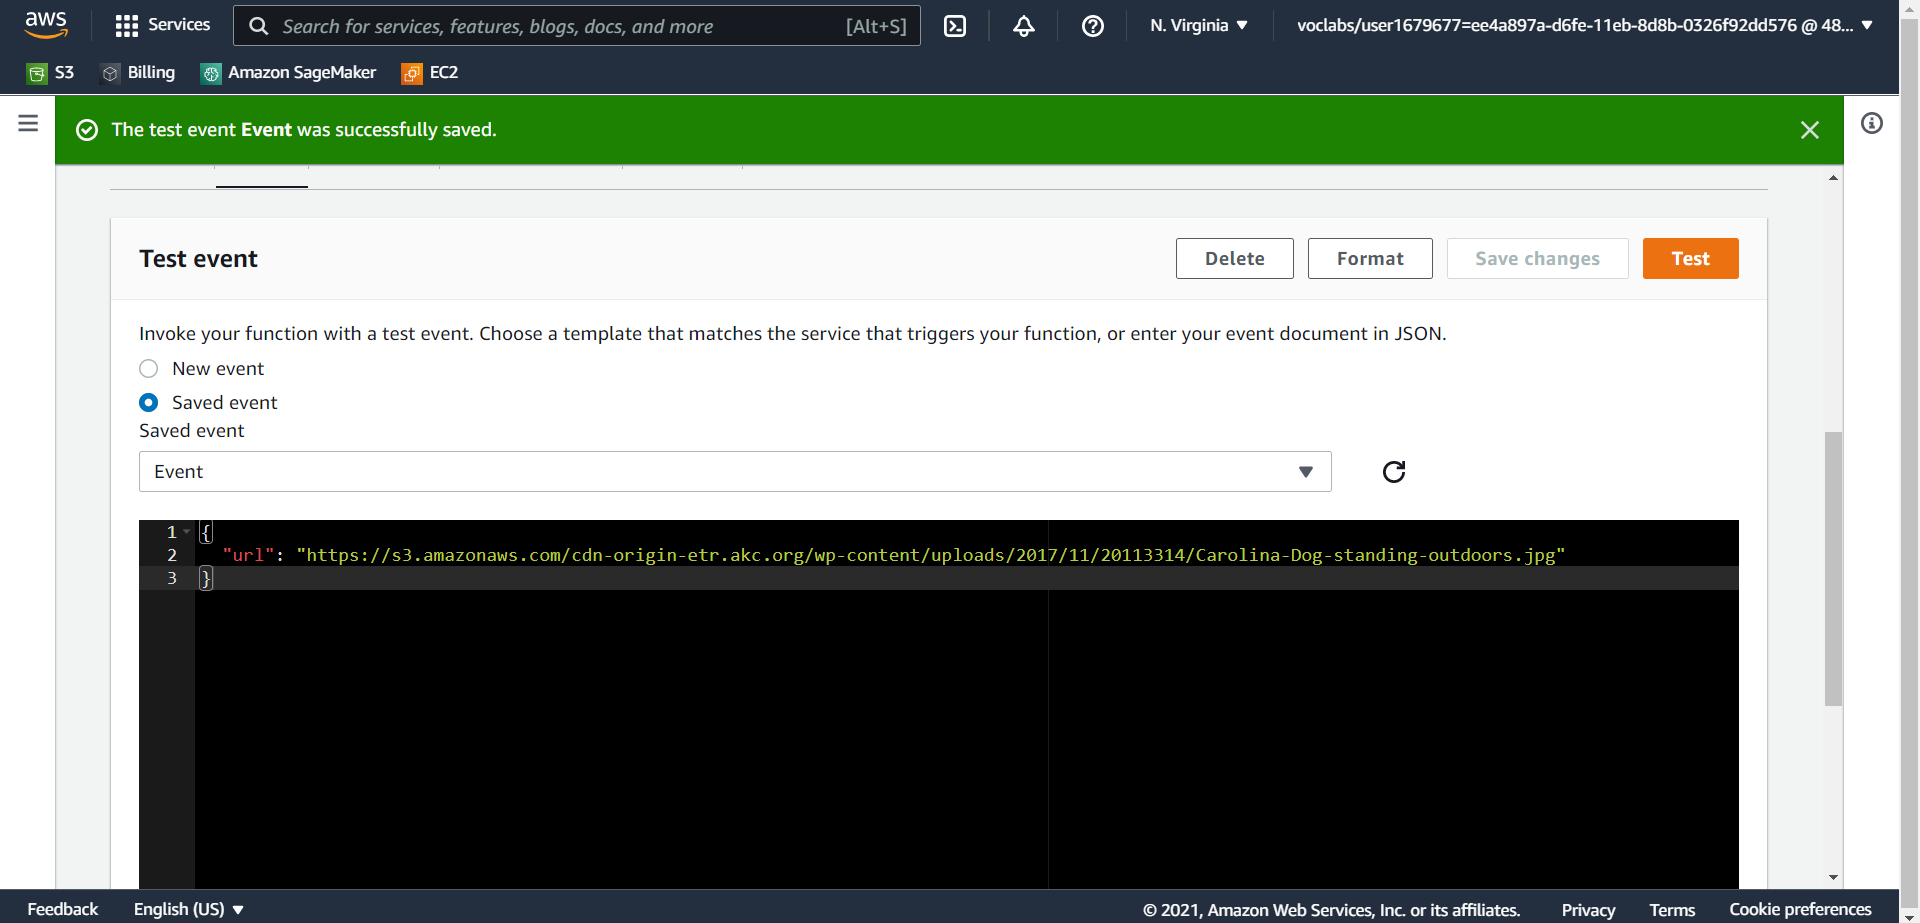 aws
Services
Search for services, features, blogs, docs, and more
[Alt+S]
N. Virginia
voclabs/user1679677=ee4a897a-d6fe-11eb-8d8b-0326f92dd576 @ 48...
S3
Billing
Amazon SageMaker
EC2
The test event Event was successfully saved.
Test event
Delete
Format
Save changes
Test
Invoke your function with a test event. Choose a template that matches the service that triggers your function, or enter your event document in JSON.
New event
Saved event
Saved event
Event
1 {
2 "url": "https://s3.amazonaws.com/cdn-origin-etr.akc.org/wp-content/uploads/2017/11/20113314/Carolina-Dog-standing-outdoors.jpg"
3 }
Feedback
English (US)
© 2021, Amazon Web Services, Inc. or its affiliates.
Privacy
Terms
Cookie preferences